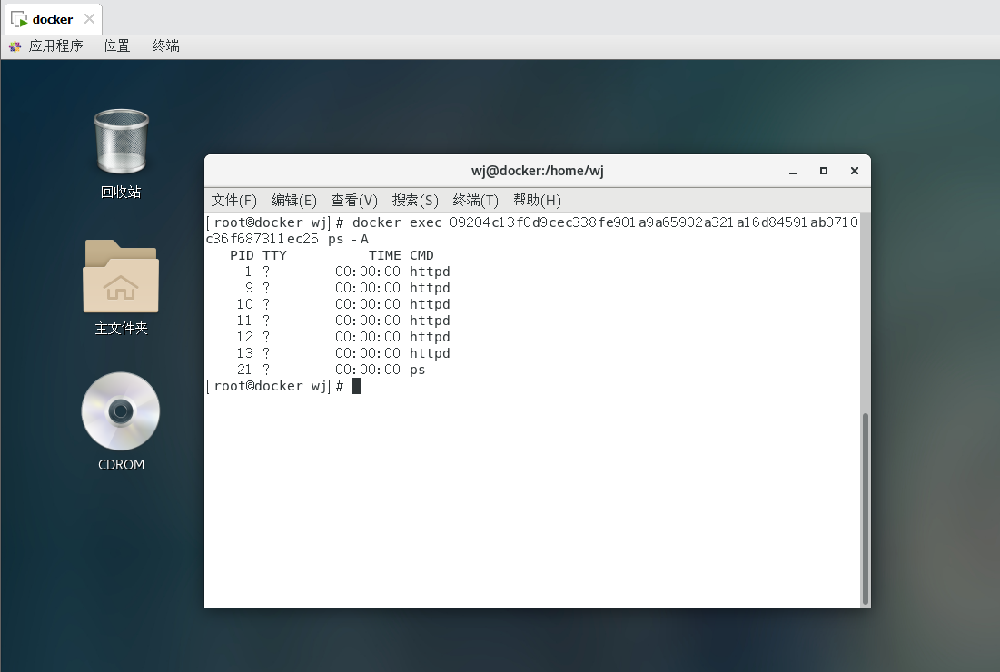 docker
应用程序 位置 终端
回收站
主文件夹
CDROM
wj@docker:/home/wj
文件(F) 编辑(E) 查看(V) 搜索(S) 终端(T) 帮助(H)
[root@docker wj]# docker exec 09204c13f0d9cec338fe901a9a65902a321a16d84591ab0710
c36f687311ec25 ps -A
PID TTY TIME CMD
1 ? 00:00:00 httpd
9 ? 00:00:00 httpd
10 ? 00:00:00 httpd
11 ? 00:00:00 httpd
12 ? 00:00:00 httpd
13 ? 00:00:00 httpd
21 ? 00:00:00 ps
[root@docker wj]#